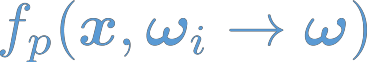 f_p(𝒙, 𝝎_i → 𝝎)